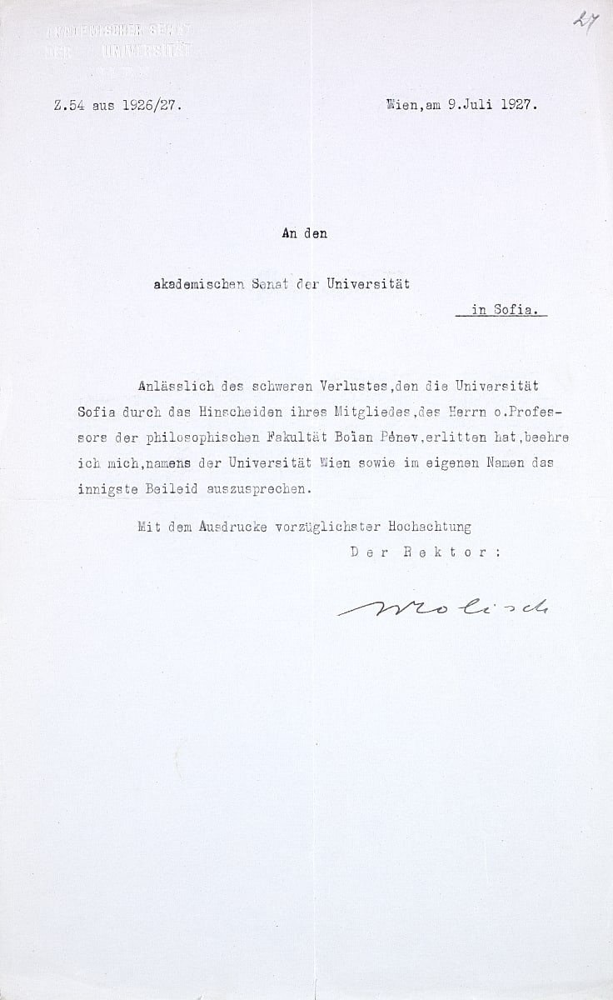 27
AKADEMISCHER SENAT
DER UNIVERSITÄT
Z.54 aus 1926/27.
Wien,am 9.Juli 1927.
An den
akademischen Senat der Universität
in Sofia.
Anlässlich des schweren Verlustes,den die Universität
Sofia durch das Hinscheiden ihres Mitgliedes,des Herrn o.Profes-
sors der philosophischen Fakultät Boïan Pénev,erlitten hat,beehre
ich mich,namens der Universität Wien sowie im eigenen Namen das
innigste Beileid auszusprechen.
Mit dem Ausdrucke vorzüglichster Hochachtung
Der Rektor:
Molisch